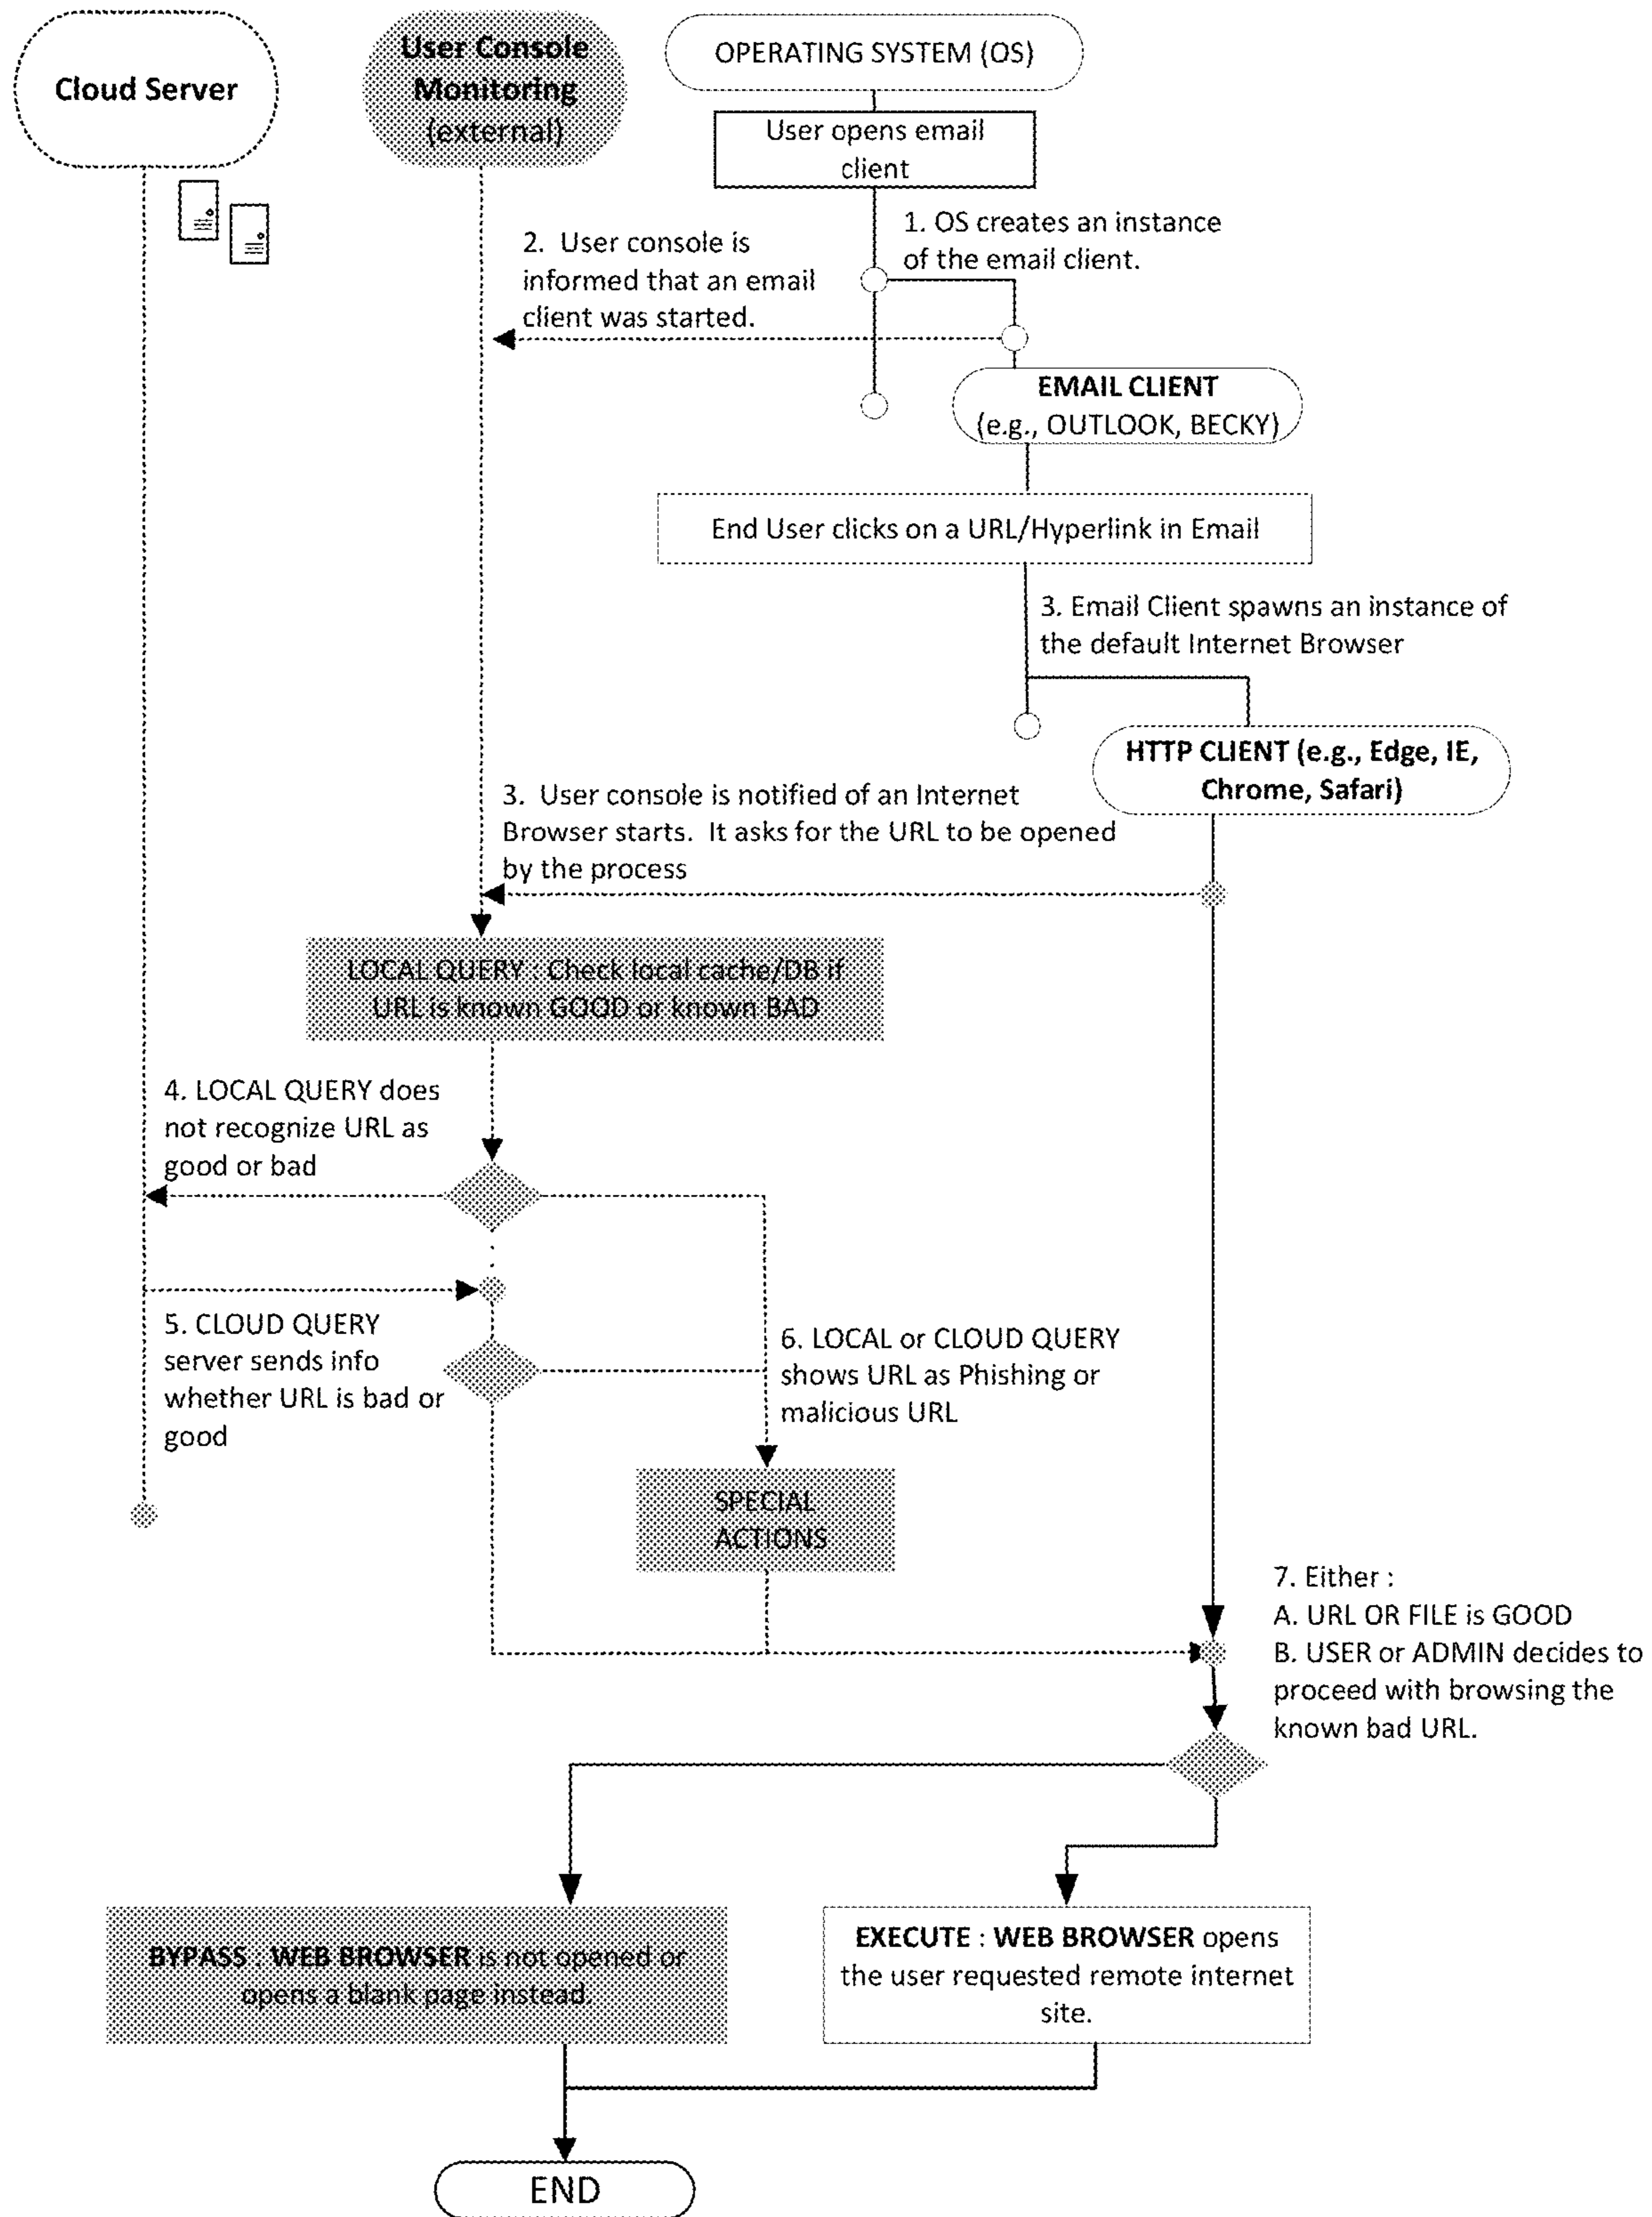 Cloud Server
User Console
Monitoring
(external)
OPERATING SYSTEM (OS)
User opens email
client
1. OS creates an instance
of the email client.
2. User console is
informed that an email
client was started.
EMAIL CLIENT
(e.g., OUTLOOK, BECKY)
End User clicks on a URL/Hyperlink in Email
3. Email Client spawns an instance of
the default Internet Browser
HTTP CLIENT (e.g., Edge, IE,
Chrome, Safari)
3. User console is notified of an Internet
Browser starts. It asks for the URL to be opened
by the process
LOCAL QUERY : Check local cache/DB if
URL is known GOOD or known BAD
4. LOCAL QUERY does
not recognize URL as
good or bad
5. CLOUD QUERY
server sends info
whether URL is bad or
good
6. LOCAL or CLOUD QUERY
shows URL as Phishing or
malicious URL
SPECIAL
ACTIONS
7. Either :
A. URL OR FILE is GOOD
B. USER or ADMIN decides to
proceed with browsing the
known bad URL.
BYPASS : WEB BROWSER is not opened or
opens a blank page instead.
EXECUTE : WEB BROWSER opens
the user requested remote internet
site.
END